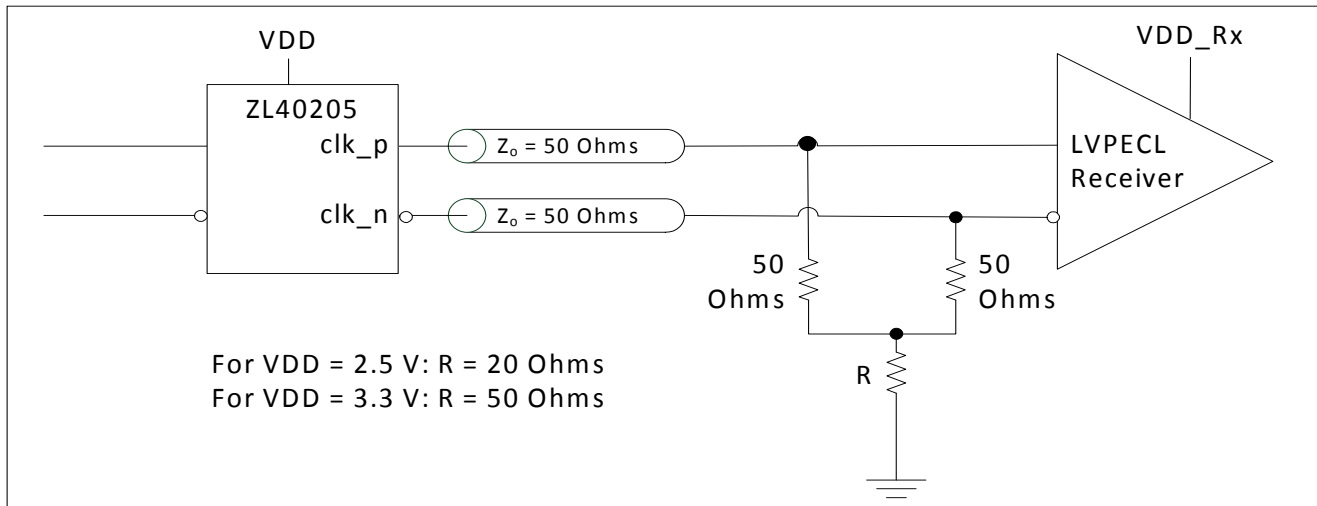 VDD
VDD_Rx
ZL40205
clk_p
Zₒ = 50 Ohms
LVPECL
Receiver
clk_n
Zₒ = 50 Ohms
50
Ohms
50
Ohms
For VDD = 2.5 V: R = 20 Ohms
For VDD = 3.3 V: R = 50 Ohms
R